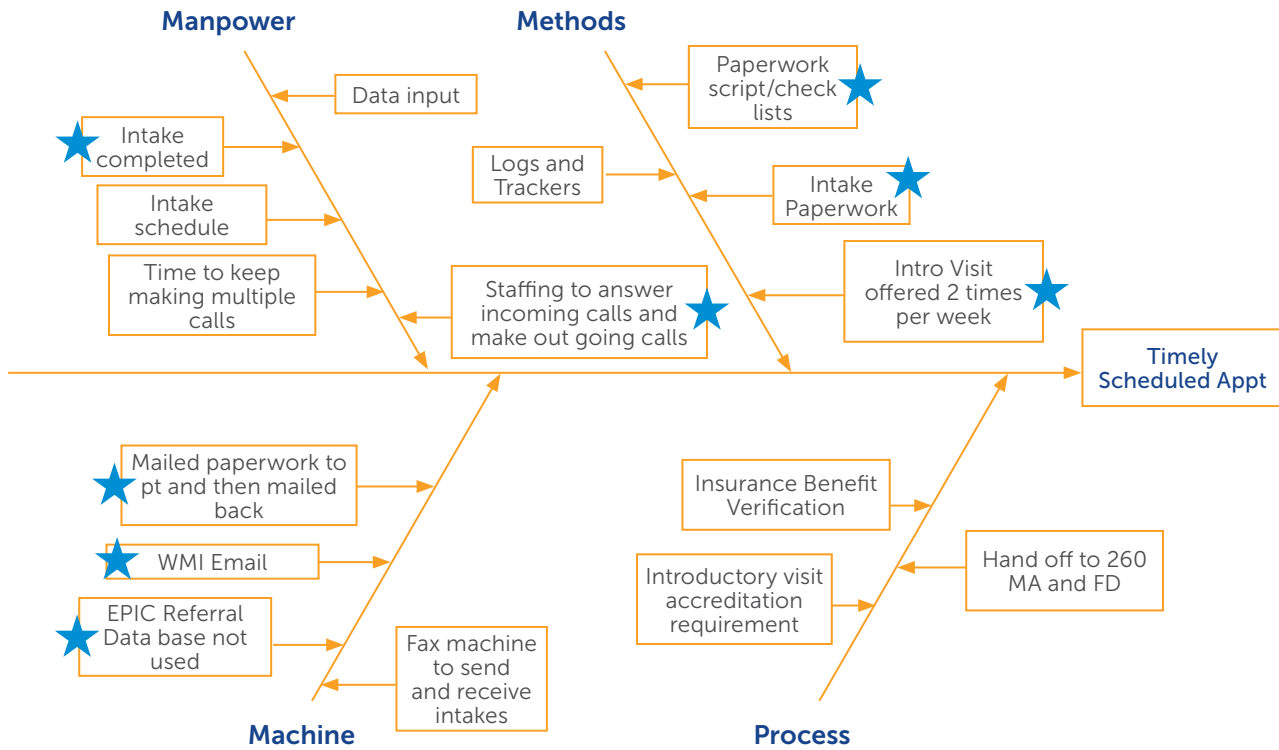 Manpower
Methods
Data input
Intake
completed
Intake
schedule
Time to keep
making multiple
calls
Staffing to answer
incoming calls and
make out going calls
Paperwork
script/check
lists
Logs and
Trackers
Intake
Paperwork
Intro Visit
offered 2 times
per week
Timely
Scheduled Appt
Mailed paperwork to
pt and then mailed
back
WMI Email
EPIC Referral
Data base not
used
Fax machine
to send
and receive
intakes
Insurance Benefit
Verification
Hand off to 260
MA and FD
Introductory visit
accreditation
requirement
Machine
Process